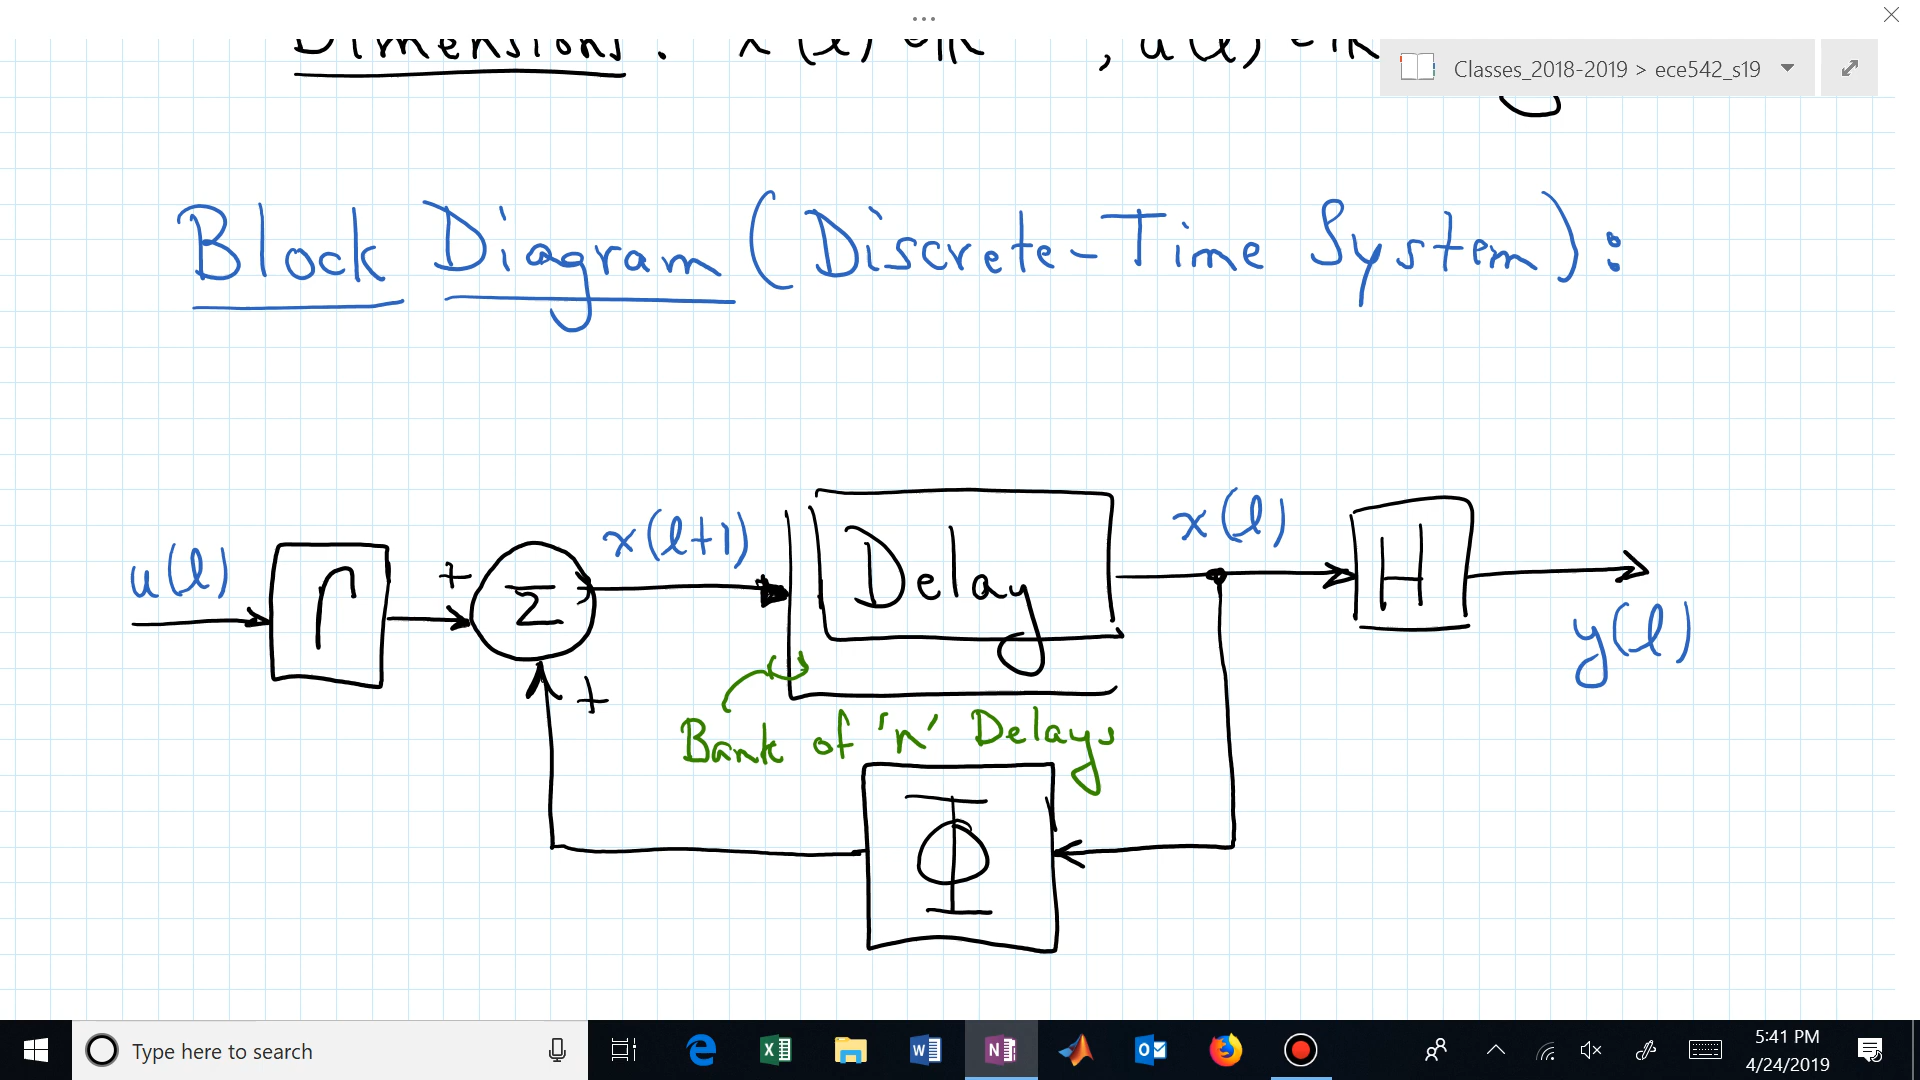 Dimensions: x(l) ∈ ℝ , u(l) ∈ ℝ
Classes_2018-2019 > ece542_s19
Block Diagram (Discrete-Time System):
u(l)
Γ
+
Σ
+
x(l+1)
Delay
x(l)
H
y(l)
Bank of 'n' Delays
Φ
Type here to search
5:41 PM
4/24/2019